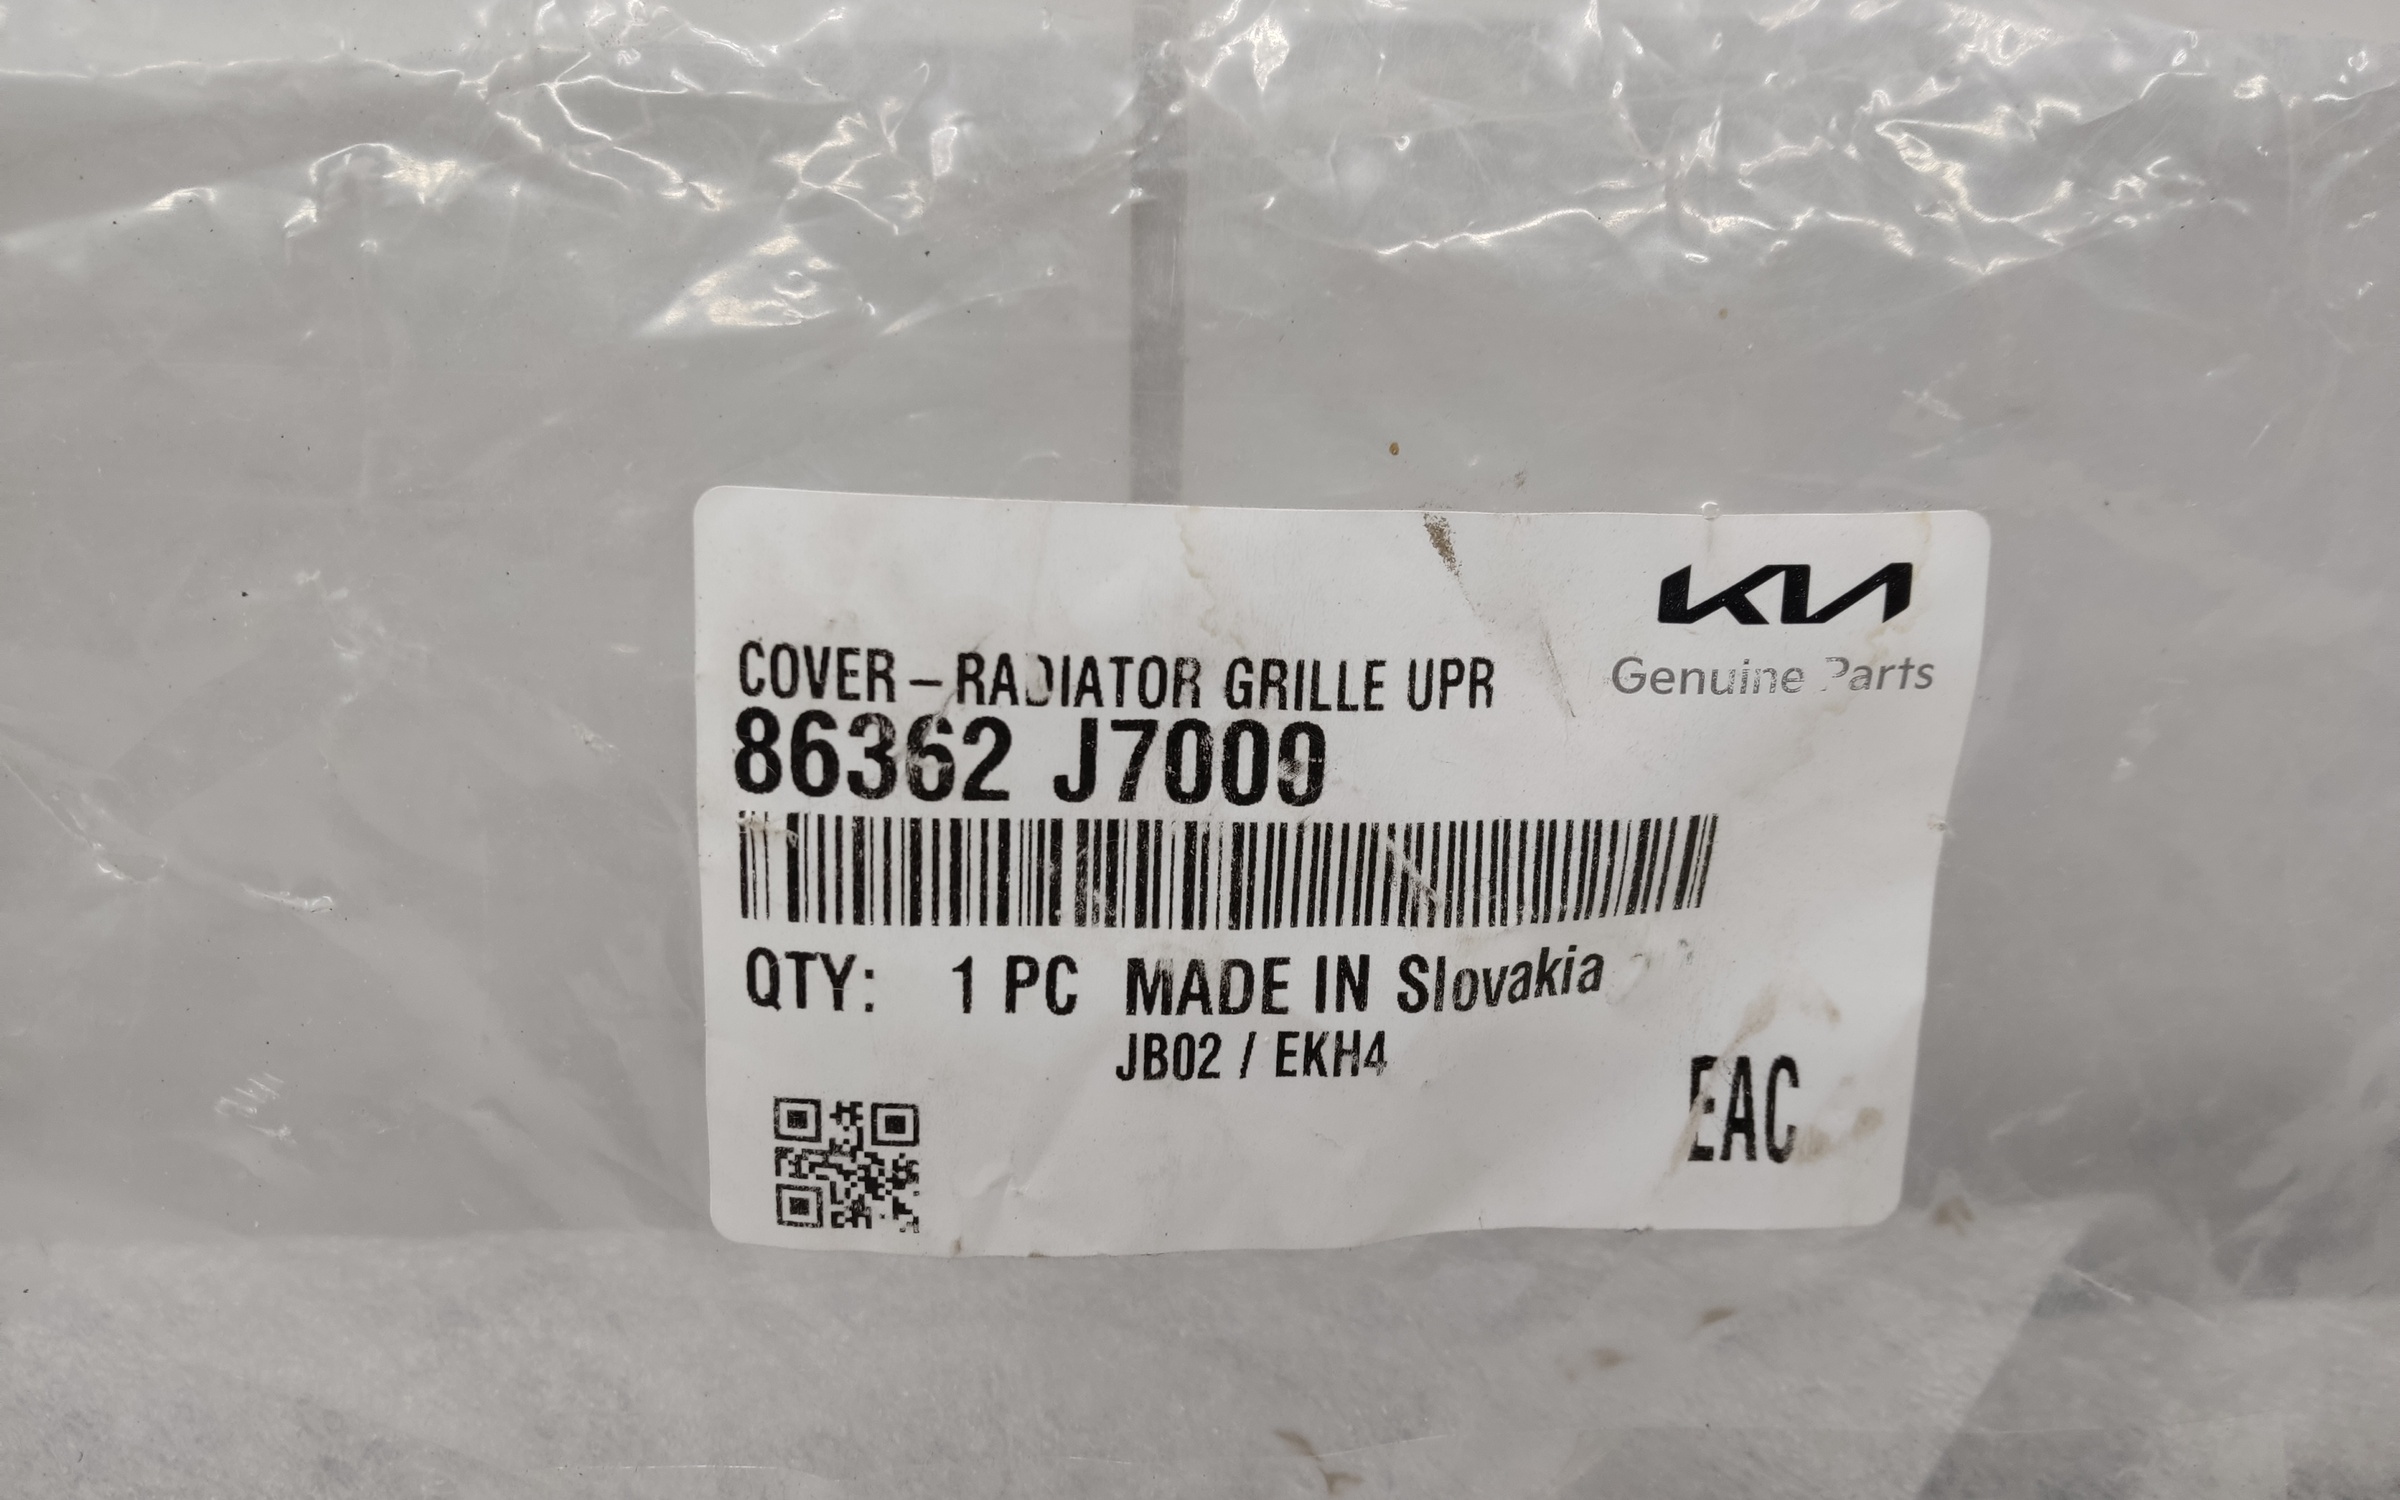 KIA
Genuine Parts
COVER - RADIATOR GRILLE UPR
86362 J7000
QTY: 1 PC MADE IN Slovakia
JB02 / EKH4
EAC